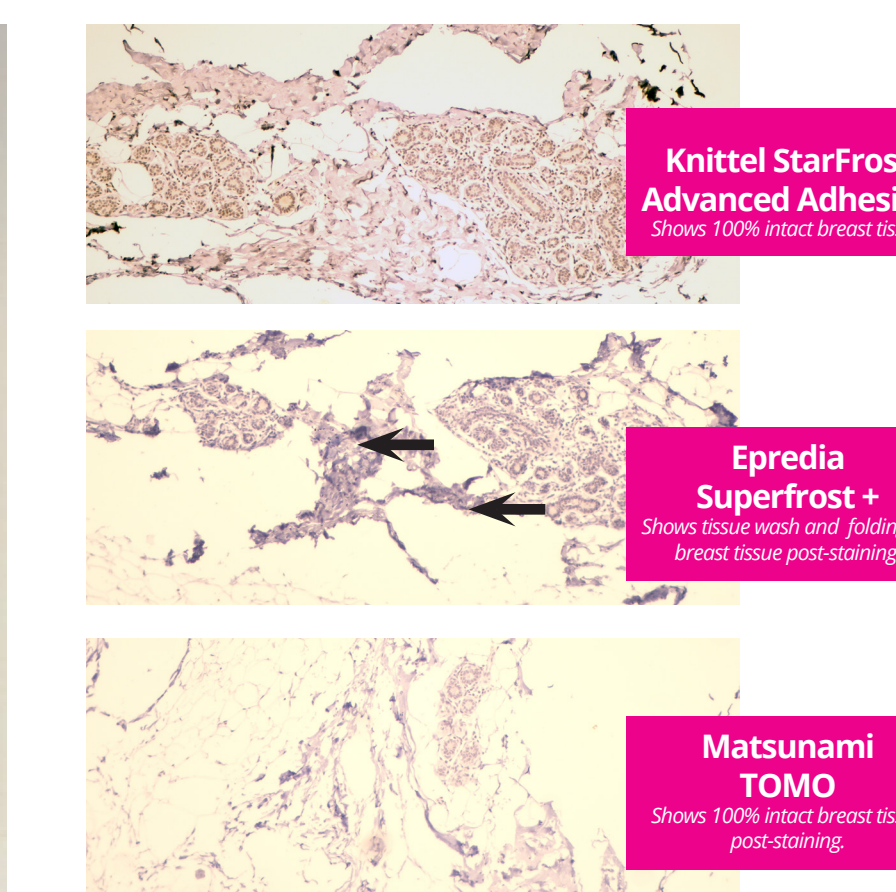 Knittel StarFros
Advanced Adhesi
Shows 100% intact breast tis
Epredia
Superfrost +
Shows tissue wash and foldin
breast tissue post-staining
Matsunami
TOMO
Shows 100% intact breast tis
post-staining.